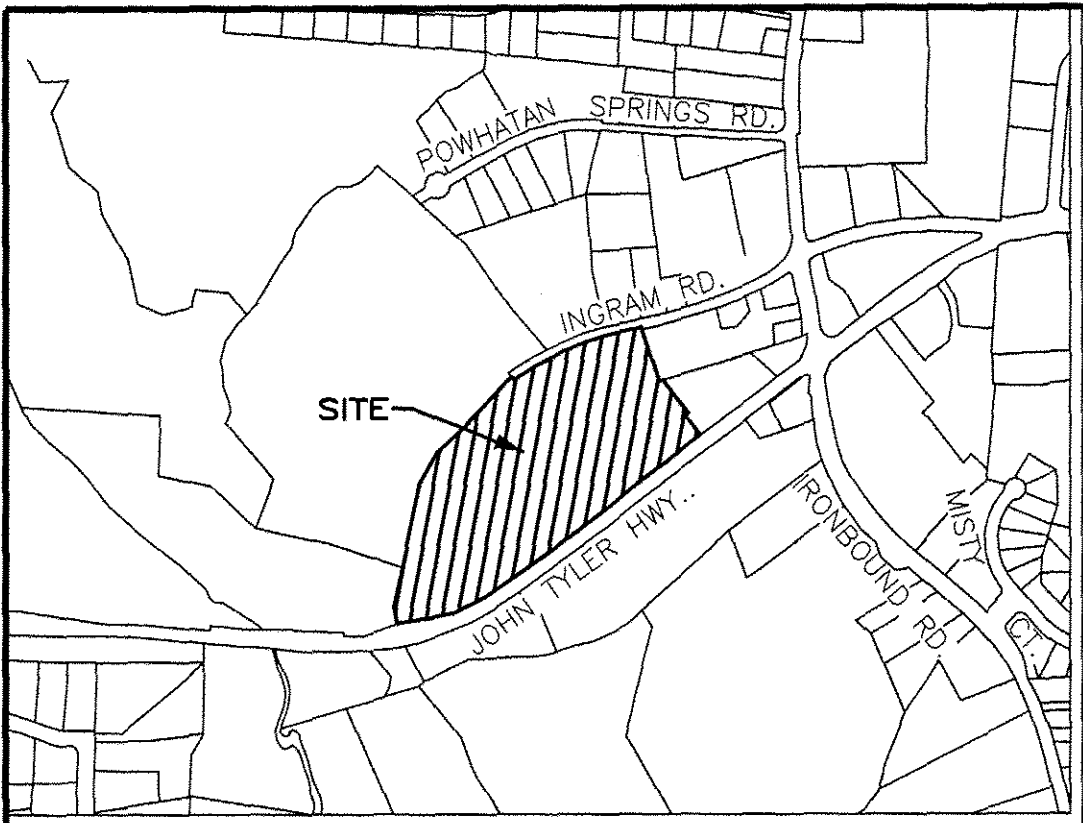 POWHATAN SPRINGS RD.
INGRAM RD.
SITE
JOHN TYLER HWY..
IRONBOUND RD.
MISTY CT.